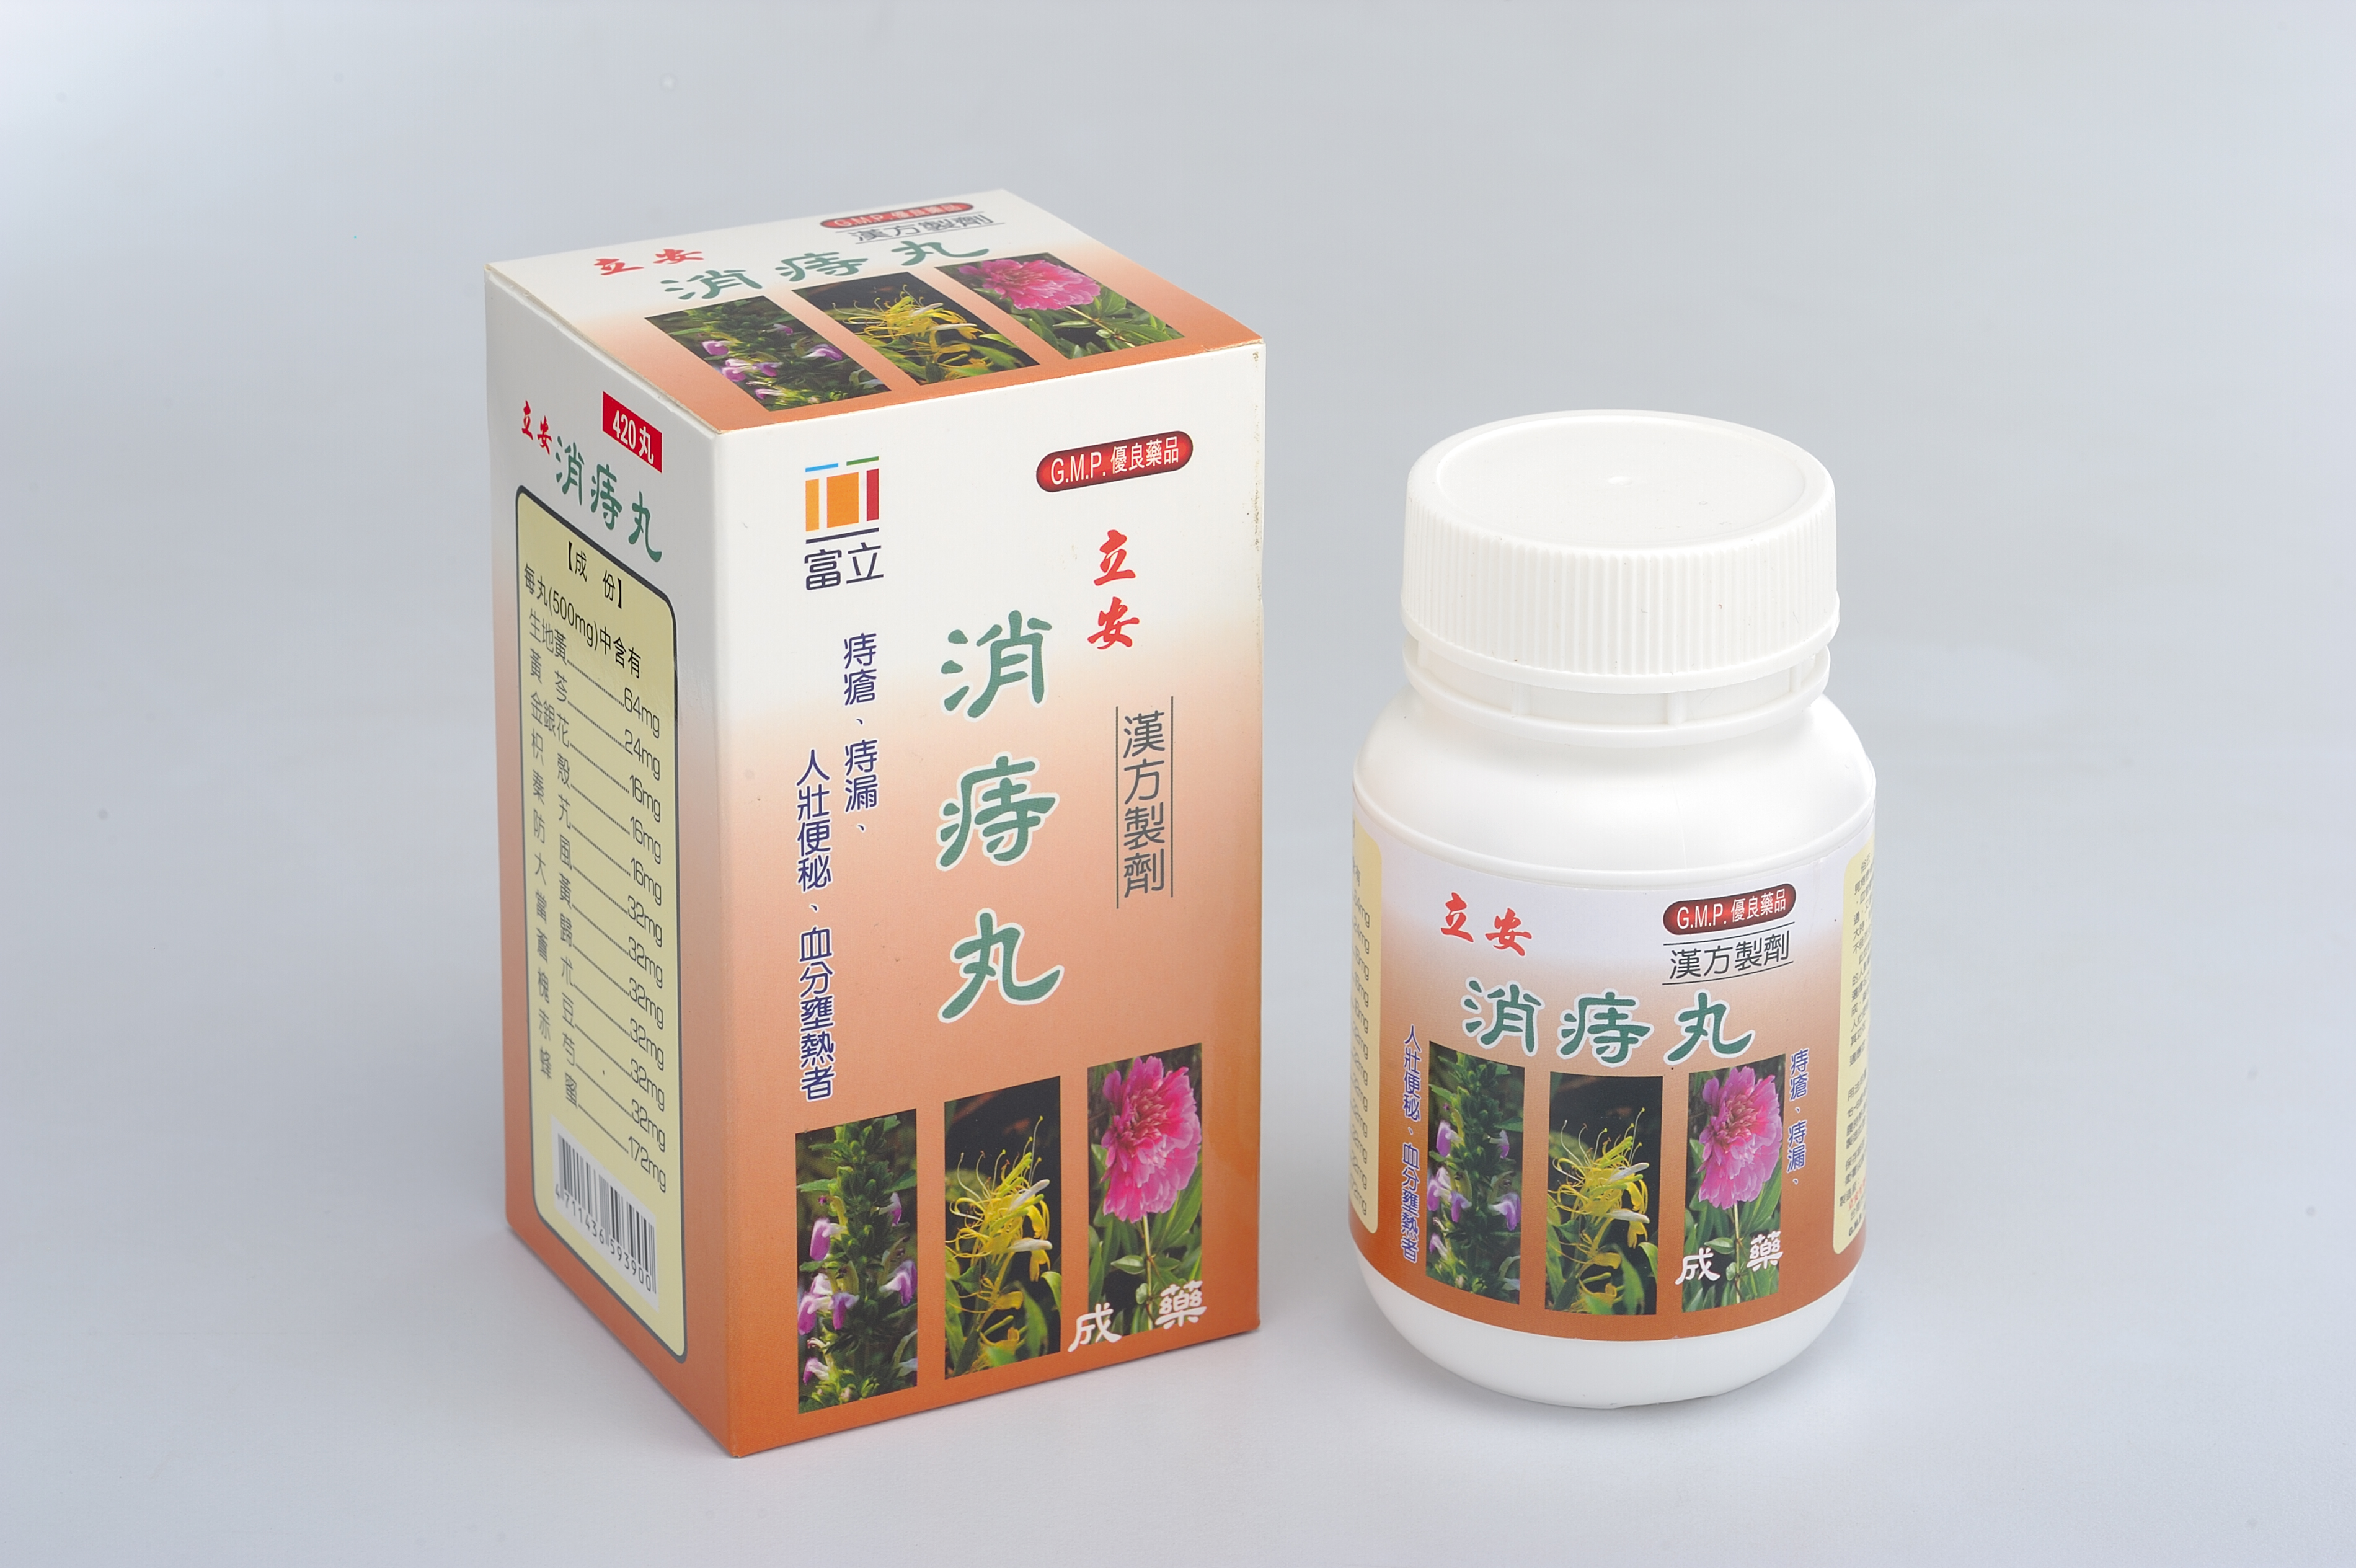 G.M.P. 優良藥品
漢方製劑
立安
消痔丸
420丸
立安消痔丸
【成 份】
每丸(500mg)中含有
生地黃 64mg
黃芩 24mg
金銀花 16mg
枳殼 16mg
秦艽 16mg
防風 32mg
大黃 32mg
當歸 32mg
蒼朮 32mg
槐豆 32mg
赤芍 32mg
蜂蜜 172mg
4711436593900
富立
G.M.P. 優良藥品
立安
漢方製劑
消痔丸
痔瘡、痔漏、
人壯便秘、血分壅熱者
成藥
立安
G.M.P. 優良藥品
漢方製劑
消痔丸
痔瘡、痔漏、
人壯便秘、血分壅熱者
成藥